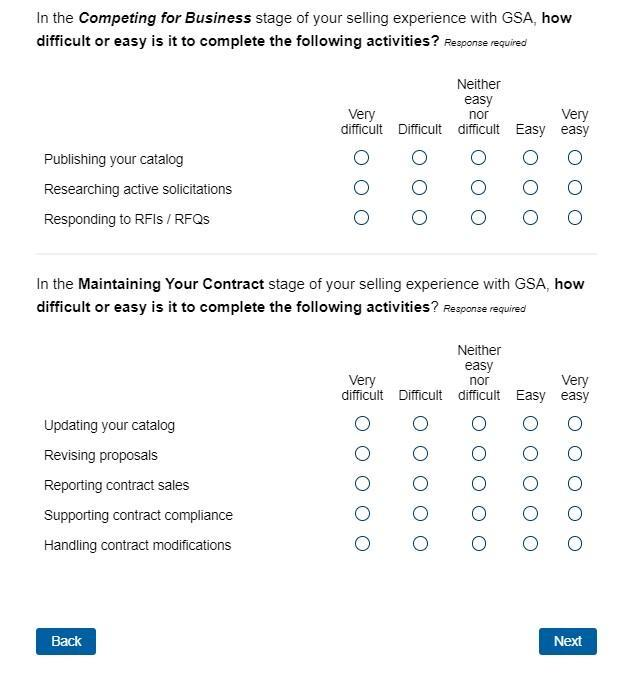 In the Competing for Business stage of your selling experience with GSA, how
difficult or easy is it to complete the following activities? Response required
Very difficult Difficult Neither easy nor difficult Easy Very easy
Publishing your catalog
Researching active solicitations
Responding to RFIs / RFQs
In the Maintaining Your Contract stage of your selling experience with GSA, how
difficult or easy is it to complete the following activities? Response required
Very difficult Difficult Neither easy nor difficult Easy Very easy
Updating your catalog
Revising proposals
Reporting contract sales
Supporting contract compliance
Handling contract modifications
Back Next